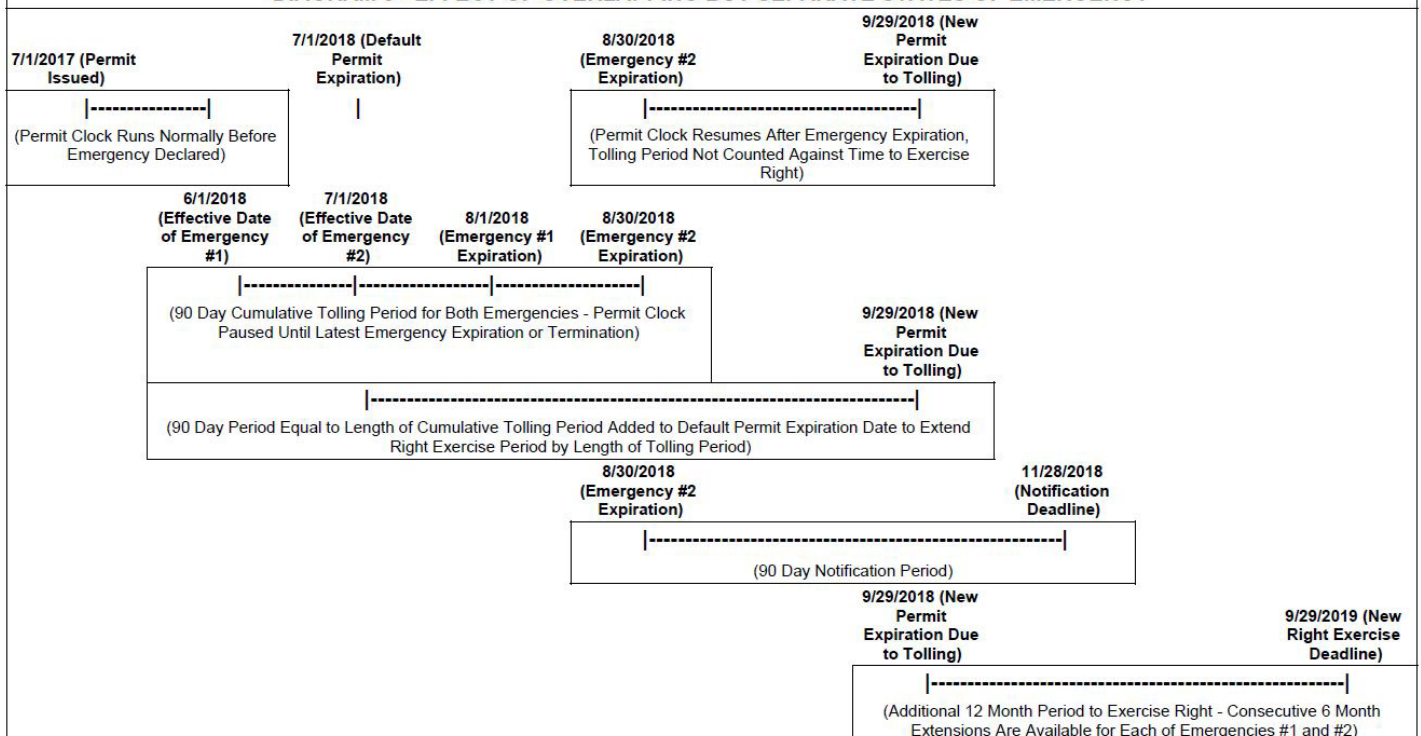 DIAGRAM - EFFECT OF OVERLAPPING BUT SEPARATE STATES OF EMERGENCY
7/1/2017 (Permit
Issued)
7/1/2018 (Default
Permit
Expiration)
8/30/2018
(Emergency #2
Expiration)
9/29/2018 (New
Permit
Expiration Due
to Tolling)
|----------------|
|
|-------------------------------------|
(Permit Clock Runs Normally Before
Emergency Declared)
(Permit Clock Resumes After Emergency Expiration,
Tolling Period Not Counted Against Time to Exercise
Right)
6/1/2018
(Effective Date
of Emergency
#1)
7/1/2018
(Effective Date
of Emergency
#2)
8/1/2018
(Emergency #1
Expiration)
8/30/2018
(Emergency #2
Expiration)
|---------------|------------------|--------------------|
(90 Day Cumulative Tolling Period for Both Emergencies - Permit Clock
Paused Until Latest Emergency Expiration or Termination)
9/29/2018 (New
Permit
Expiration Due
to Tolling)
|---------------------------------------------------------------------------|
(90 Day Period Equal to Length of Cumulative Tolling Period Added to Default Permit Expiration Date to Extend
Right Exercise Period by Length of Tolling Period)
8/30/2018
(Emergency #2
Expiration)
11/28/2018
(Notification
Deadline)
|---------------------------------------------------------|
(90 Day Notification Period)
9/29/2018 (New
Permit
Expiration Due
to Tolling)
9/29/2019 (New
Right Exercise
Deadline)
|---------------------------------------------------------|
(Additional 12 Month Period to Exercise Right - Consecutive 6 Month
Extensions Are Available for Each of Emergencies #1 and #2)